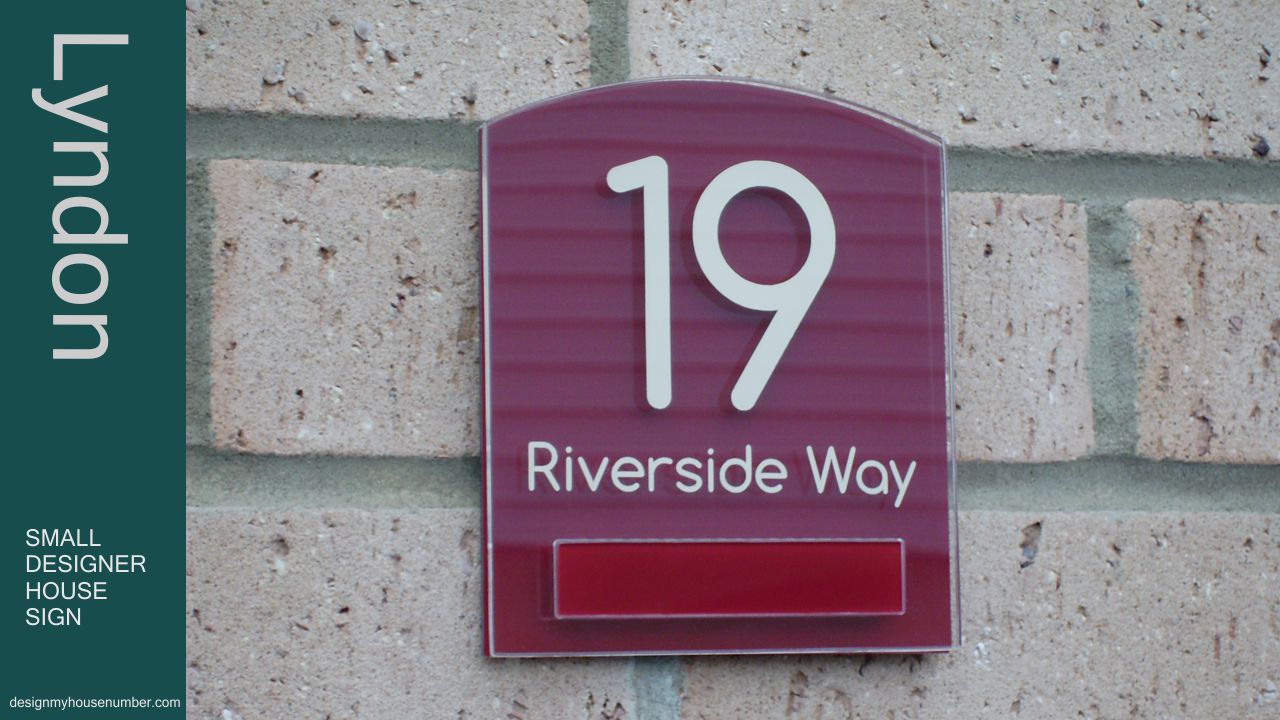 Lyndon
SMALL
DESIGNER
HOUSE
SIGN
designmyhousenumber.com
19
Riverside Way